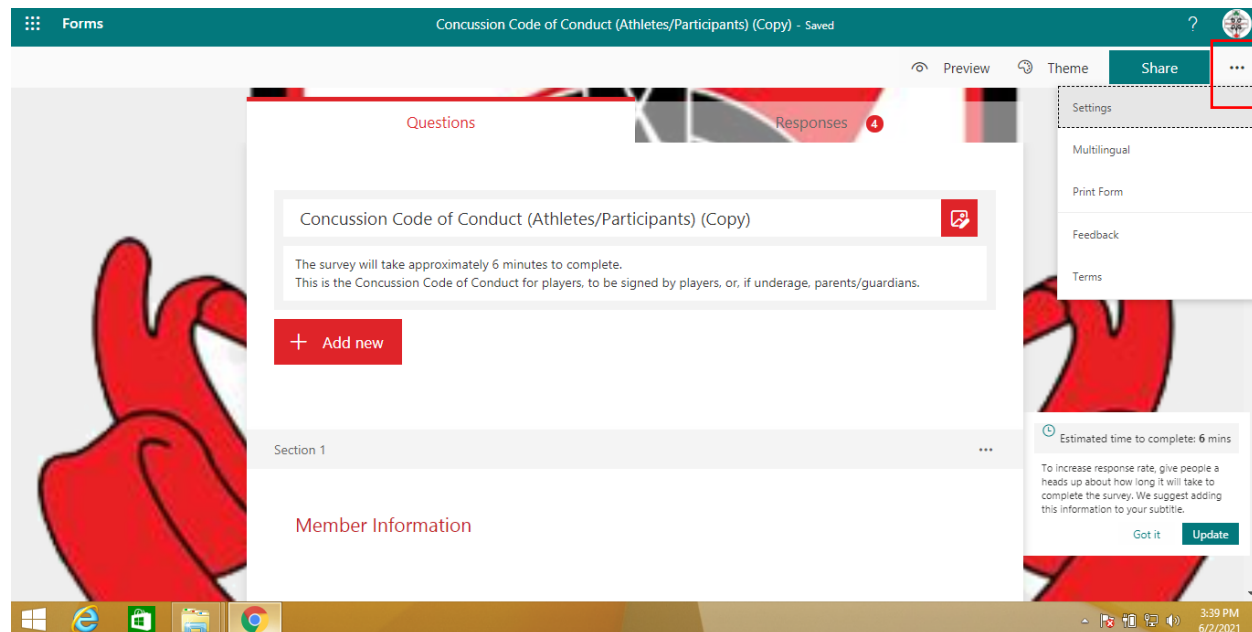 Forms
Concussion Code of Conduct (Athletes/Participants) (Copy) - Saved
?
Preview
Theme
Share
Settings
Multilingual
Print Form
Feedback
Terms
Questions
Responses 4
Concussion Code of Conduct (Athletes/Participants) (Copy)
The survey will take approximately 6 minutes to complete.
This is the Concussion Code of Conduct for players, to be signed by players, or, if underage, parents/guardians.
+ Add new
Section 1
Member Information
Estimated time to complete: 6 mins
To increase response rate, give people a
heads up about how long it will take to
complete the survey. We suggest adding
this information to your subtitle.
Got it
Update
3:39 PM
6/2/2021